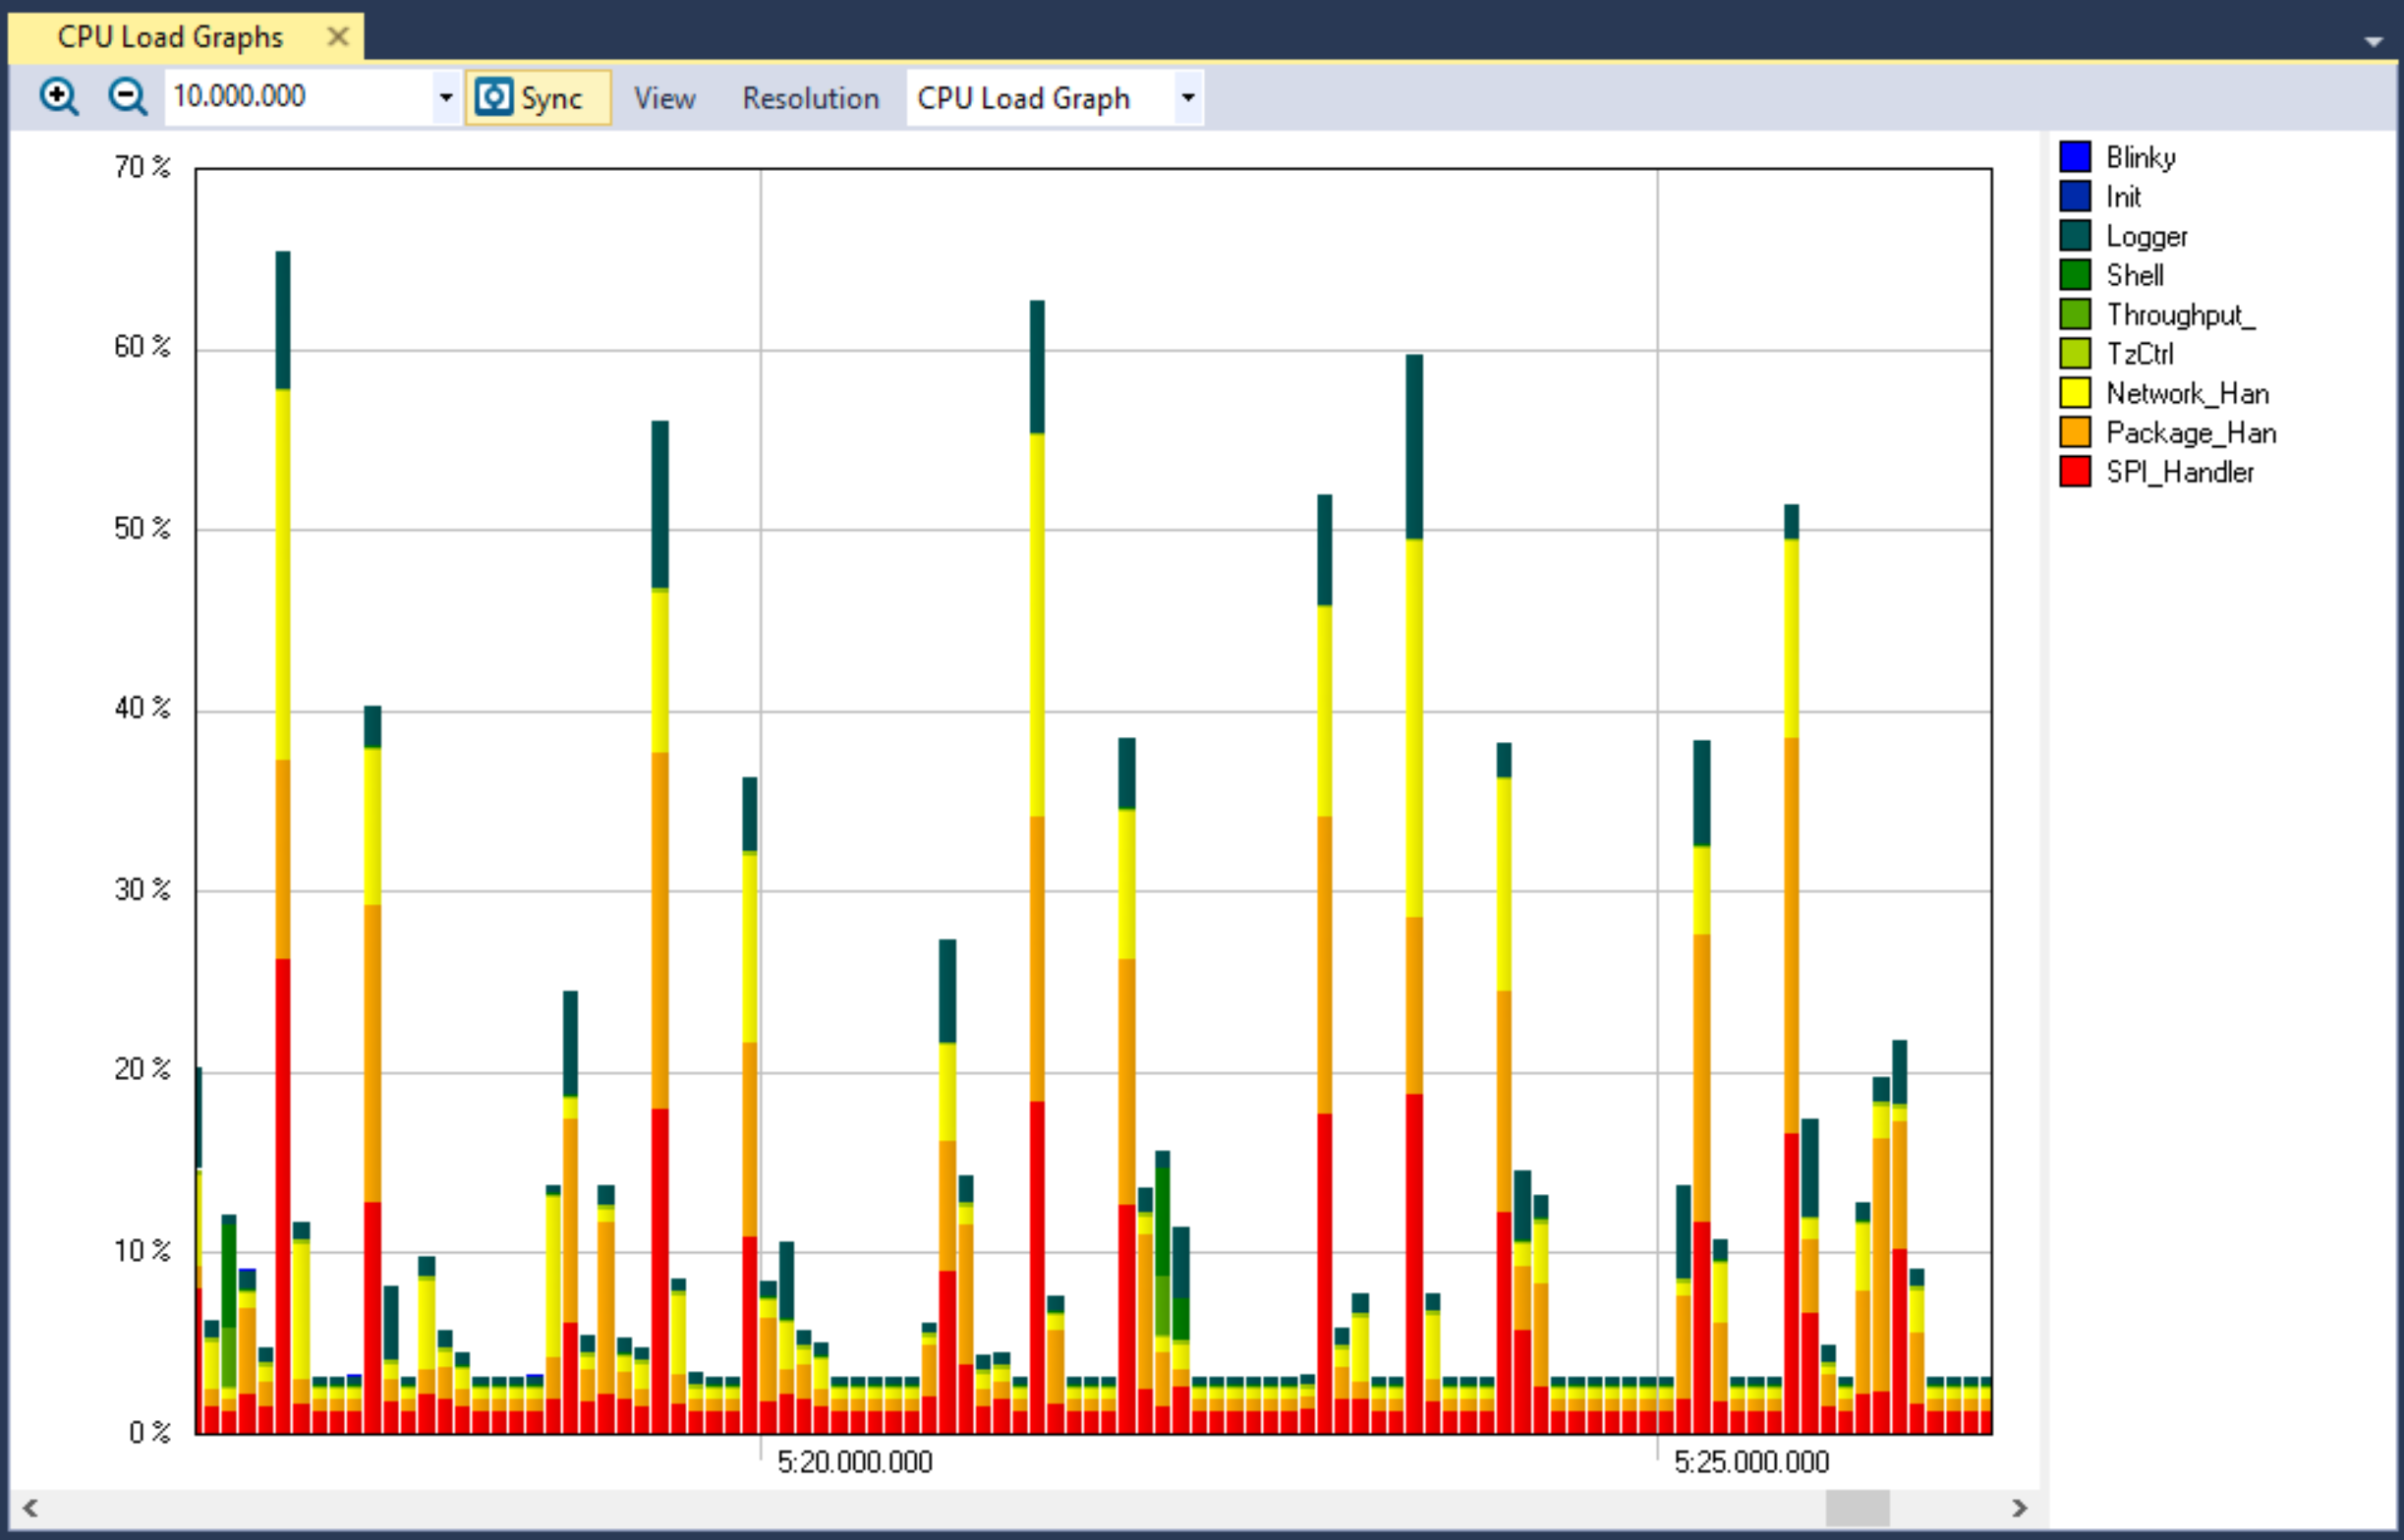 CPU Load Graphs
10.000.000 Sync View Resolution CPU Load Graph
70 %
60 %
50 %
40 %
30 %
20 %
10 %
0 %
5:20.000.000 5:25.000.000
Blinky
Init
Logger
Shell
Throughput_
TzCtrl
Network_Han
Package_Han
SPI_Handler